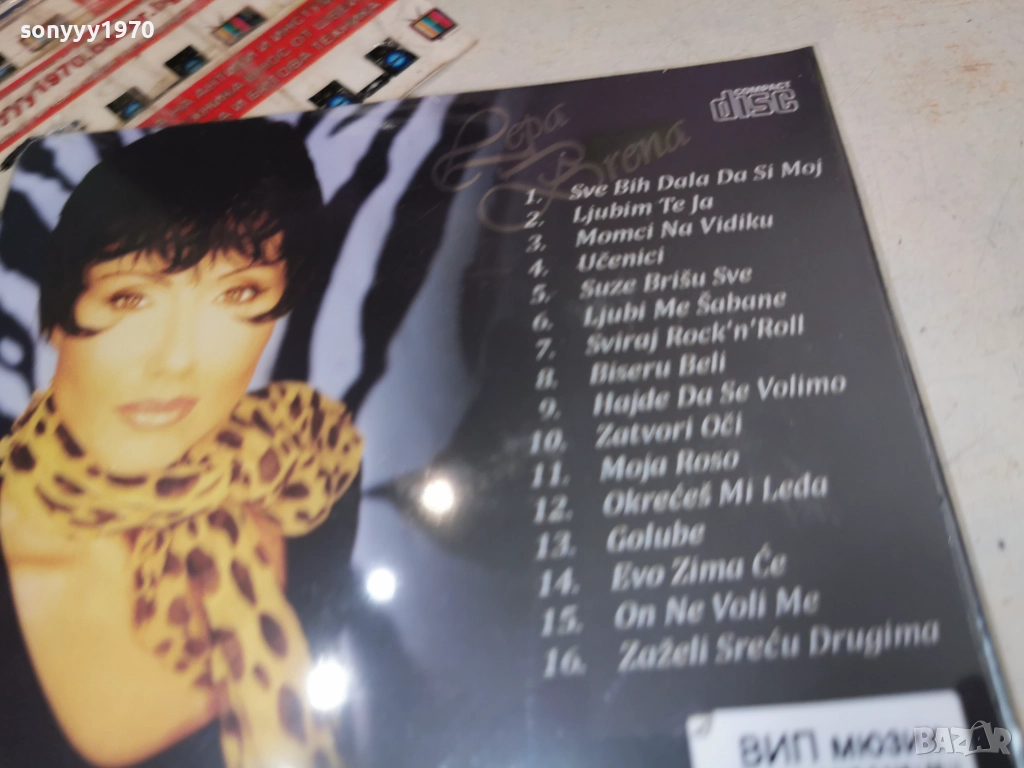 sonyyy1970
yyy1970.b
Lepa
Brena
COMPACT
disc
1. Sve Bih Dala Da Si Moj
2. Ljubim Te Ja
3. Momci Na Vidiku
4. Učenici
5. Suze Brišu Sve
6. Ljubi Me Šabane
7. Sviraj Rock'n'Roll
8. Biseru Beli
9. Hajde Da Se Volimo
10. Zatvori Oči
11. Moja Roso
12. Okrećeš Mi Leđa
13. Golube
14. Evo Zima Će
15. On Ne Voli Me
16. Zaželi Sreću Drugima
ВИП МЮЗИ
BAZAR